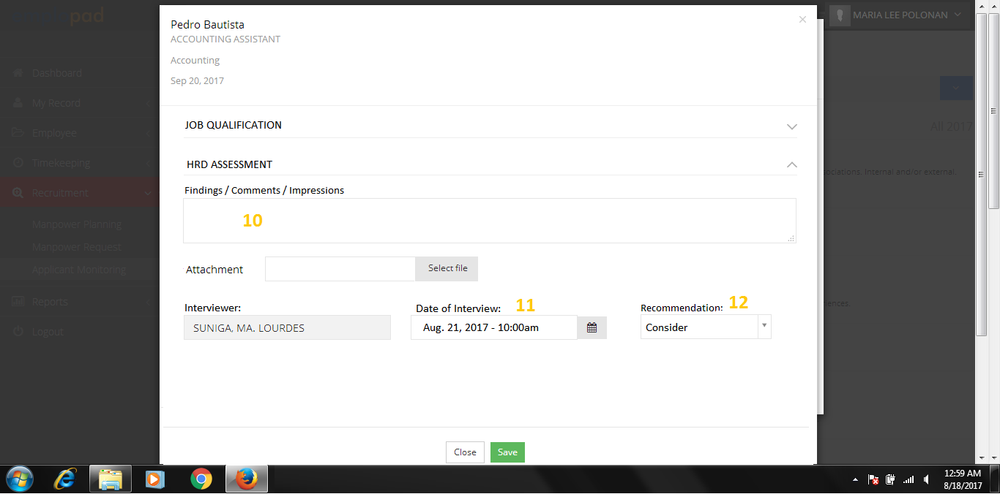 pad
MARIA LEE POLONAN
Dashboard
My Record
Employee
Timekeeping
Recruitment
Manpower Planning
Manpower Request
Applicant Monitoring
Reports
Logout
All 2017
ociations. Internal and/or external.
iences.
Pedro Bautista
ACCOUNTING ASSISTANT
Accounting
Sep 20, 2017
JOB QUALIFICATION
HRD ASSESSMENT
Findings / Comments / Impressions
10
Attachment
Select file
Interviewer:
SUNIGA, MA. LOURDES
Date of Interview: 11
Aug. 21, 2017 - 10:00am
Recommendation: 12
Consider
Close
Save
12:59 AM
8/18/2017